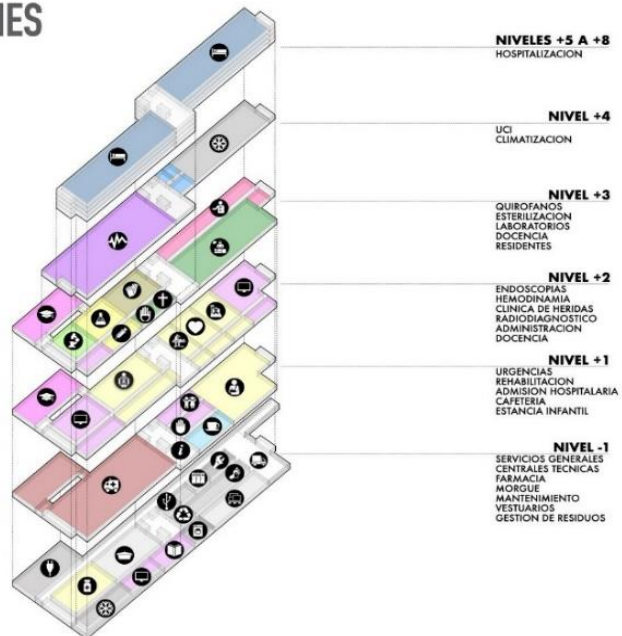 NIVELES +5 A +8
HOSPITALIZACION
NIVEL +4
UCI
CLIMATIZACION
NIVEL +3
QUIROFANOS
ESTERILIZACION
LABORATORIOS
DOCENCIA
RESIDENTES
NIVEL +2
ENDOSCOPIAS
HEMODINAMIA
CLINICA DE HERIDAS
RADIODIAGNOSTICO
ADMINISTRACION
DOCENCIA
NIVEL +1
URGENCIAS
REHABILITACION
ADMISION HOSPITALARIA
CAFETERIA
ESTANCIA INFANTIL
NIVEL -1
SERVICIOS GENERALES
CENTRALES TECNICAS
FARMACIA
MORGUE
MANTENIMIENTO
VESTUARIOS
GESTION DE RESIDUOS